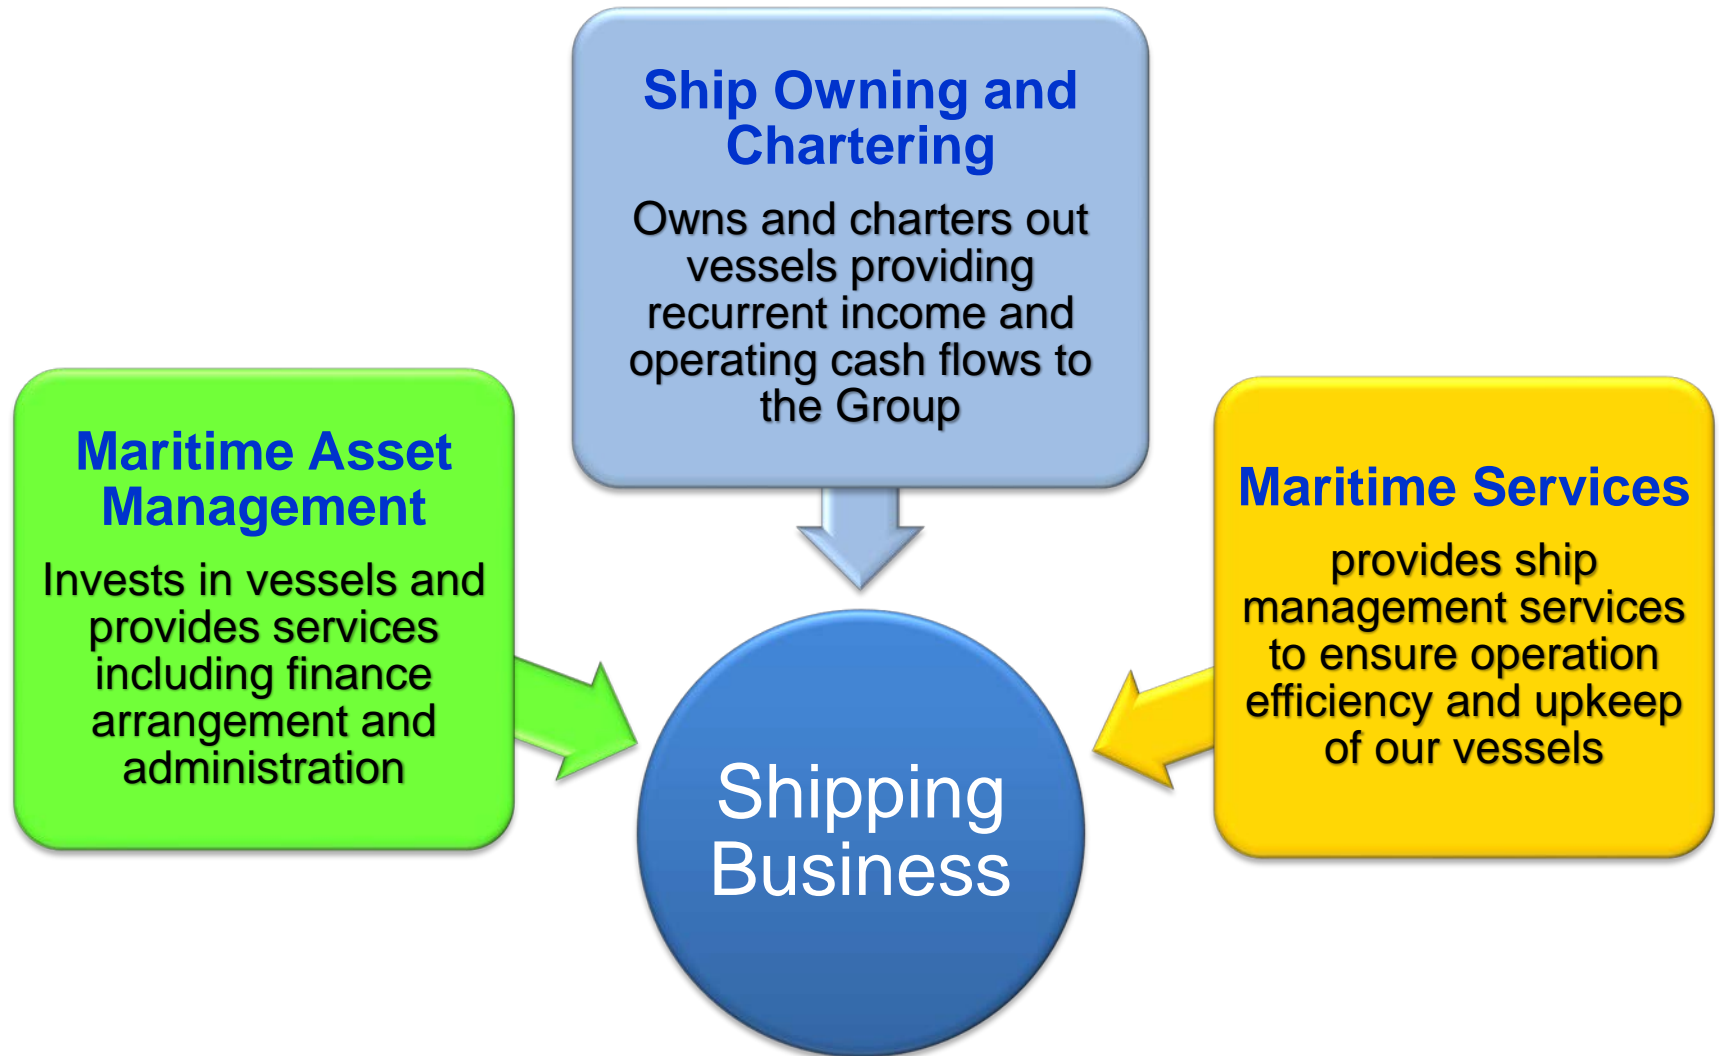 Ship Owning and
Chartering
Owns and charters out
vessels providing
recurrent income and
operating cash flows to
the Group
Maritime Asset
Management
Invests in vessels and
provides services
including finance
arrangement and
administration
Maritime Services
provides ship
management services
to ensure operation
efficiency and upkeep
of our vessels
Shipping
Business